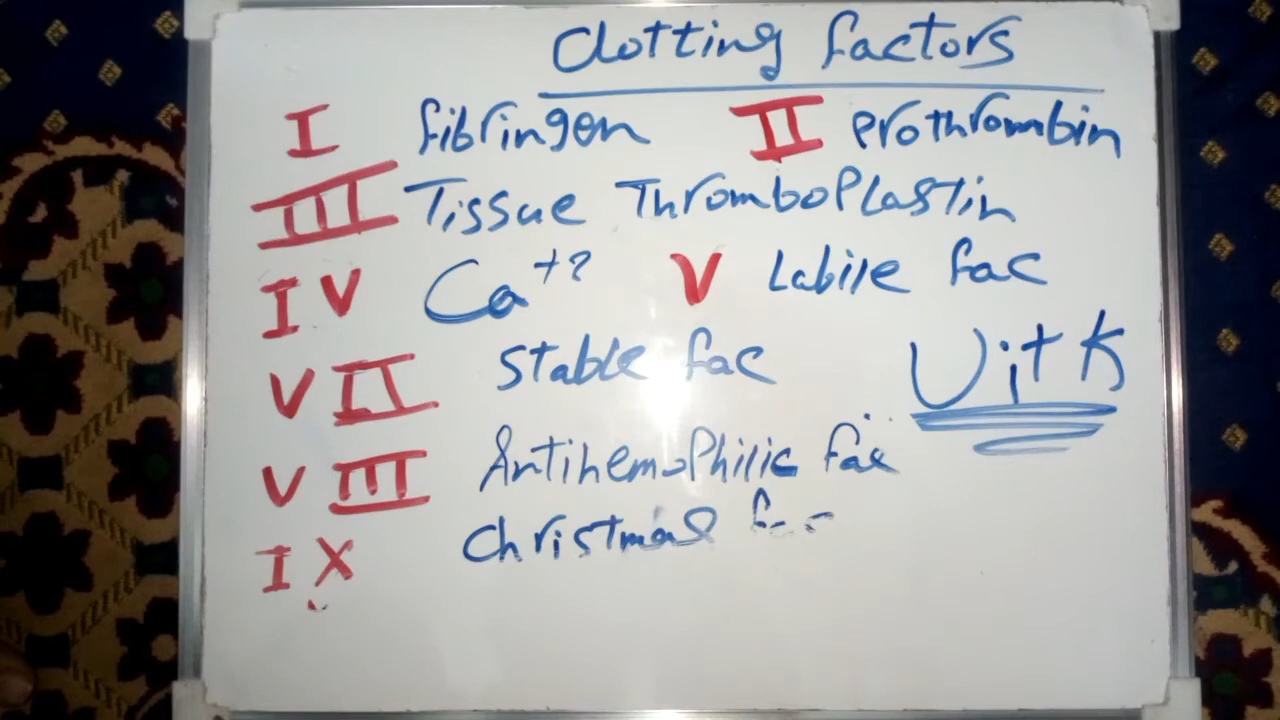 Clotting factors
I fibringen II prothrombin
III Tissue Thromboplastin
IV Ca+2 V Labile fac
VII stable fac Vit K
VIII Antihemophilic fac
IX Christmas